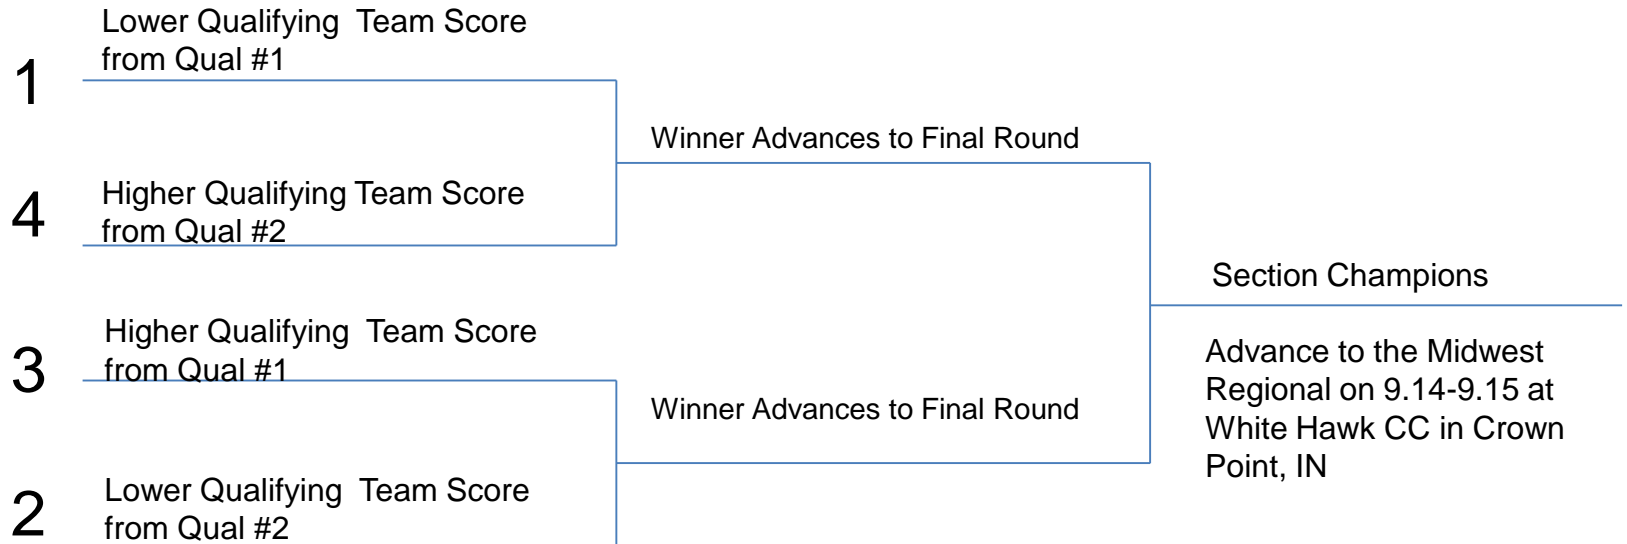 1
Lower Qualifying Team Score
from Qual #1
4
Higher Qualifying Team Score
from Qual #2
3
Higher Qualifying Team Score
from Qual #1
2
Lower Qualifying Team Score
from Qual #2
Winner Advances to Final Round
Winner Advances to Final Round
Section Champions
Advance to the Midwest
Regional on 9.14-9.15 at
White Hawk CC in Crown
Point, IN